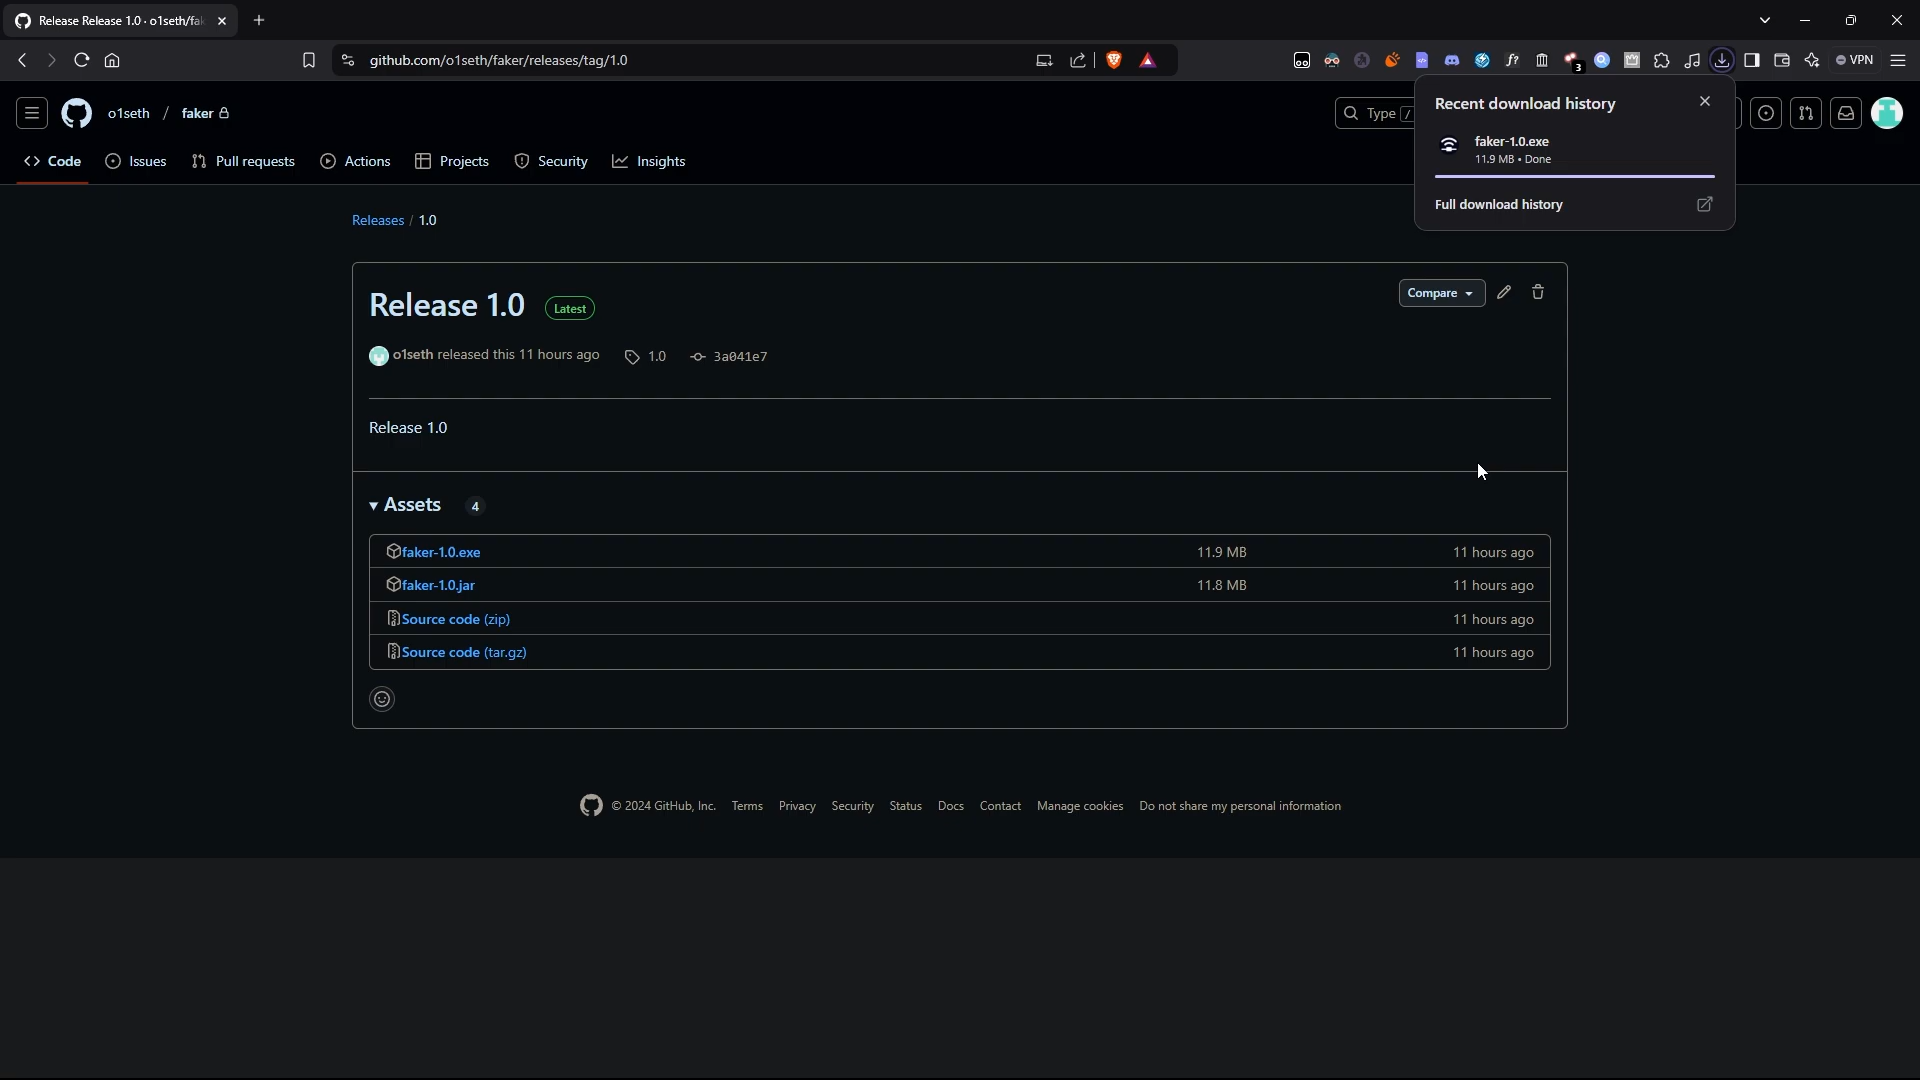 Release Release 1.0 · o1seth/fak
github.com/o1seth/faker/releases/tag/1.0
3
VPN
o1seth / faker
Type /
Recent download history
faker-1.0.exe
11.9 MB • Done
Full download history
Code
Issues
Pull requests
Actions
Projects
Security
Insights
Releases / 1.0
Release 1.0
Latest
Compare
o1seth released this 11 hours ago
1.0
3a041e7
Release 1.0
Assets 4
faker-1.0.exe 11.9 MB 11 hours ago
faker-1.0.jar 11.8 MB 11 hours ago
Source code (zip) 11 hours ago
Source code (tar.gz) 11 hours ago
© 2024 GitHub, Inc. Terms Privacy Security Status Docs Contact Manage cookies Do not share my personal information